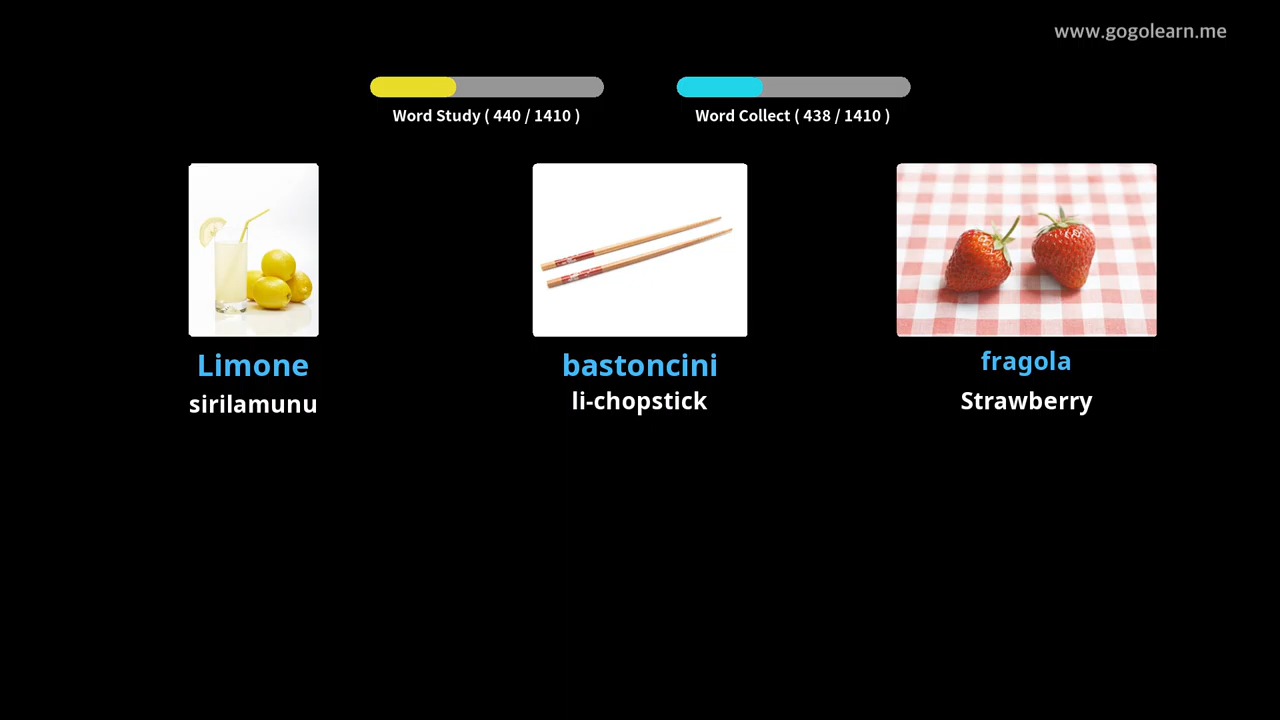 www.gogolearn.me
Word Study ( 440 / 1410 )
Word Collect ( 438 / 1410 )
Limone
sirilamunu
bastoncini
li-chopstick
fragola
Strawberry